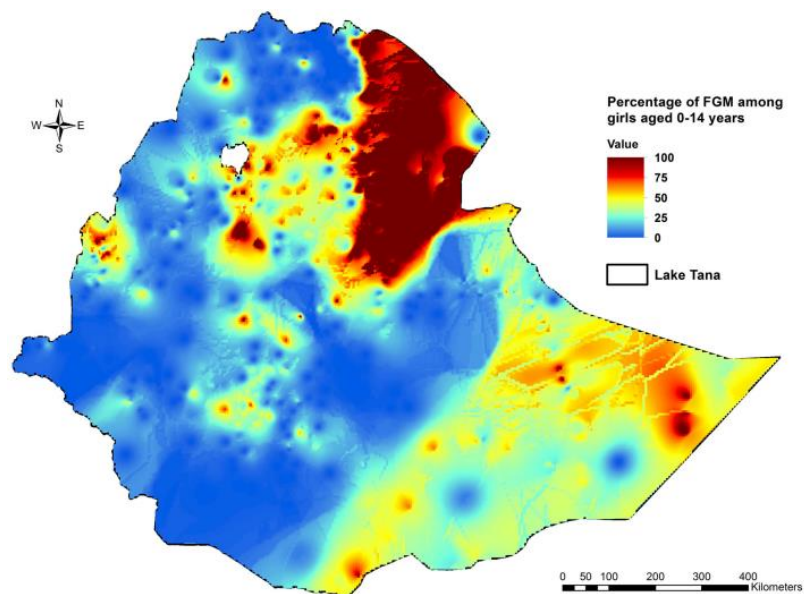 N
W E
S
Percentage of FGM among
girls aged 0-14 years
Value
100
75
50
25
0
Lake Tana
0 50 100 200 300 400
Kilometers